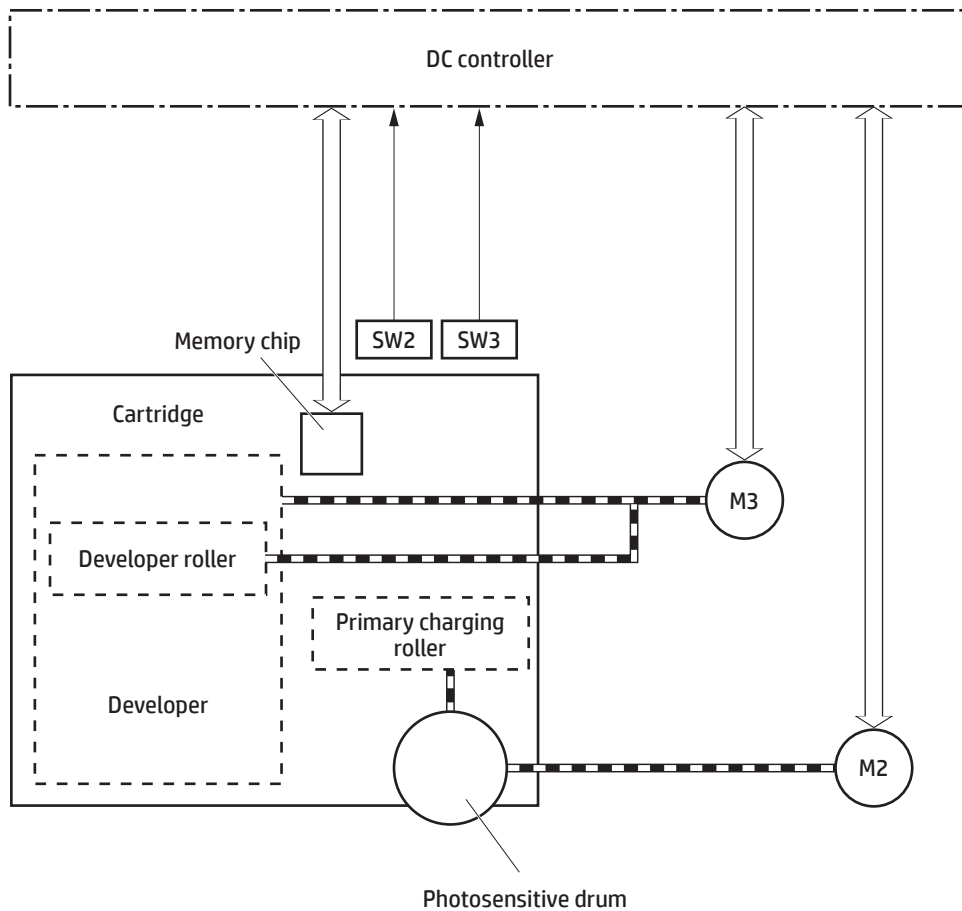 DC controller
Memory chip
SW2
SW3
Cartridge
M3
Developer roller
Primary charging
roller
Developer
M2
Photosensitive drum